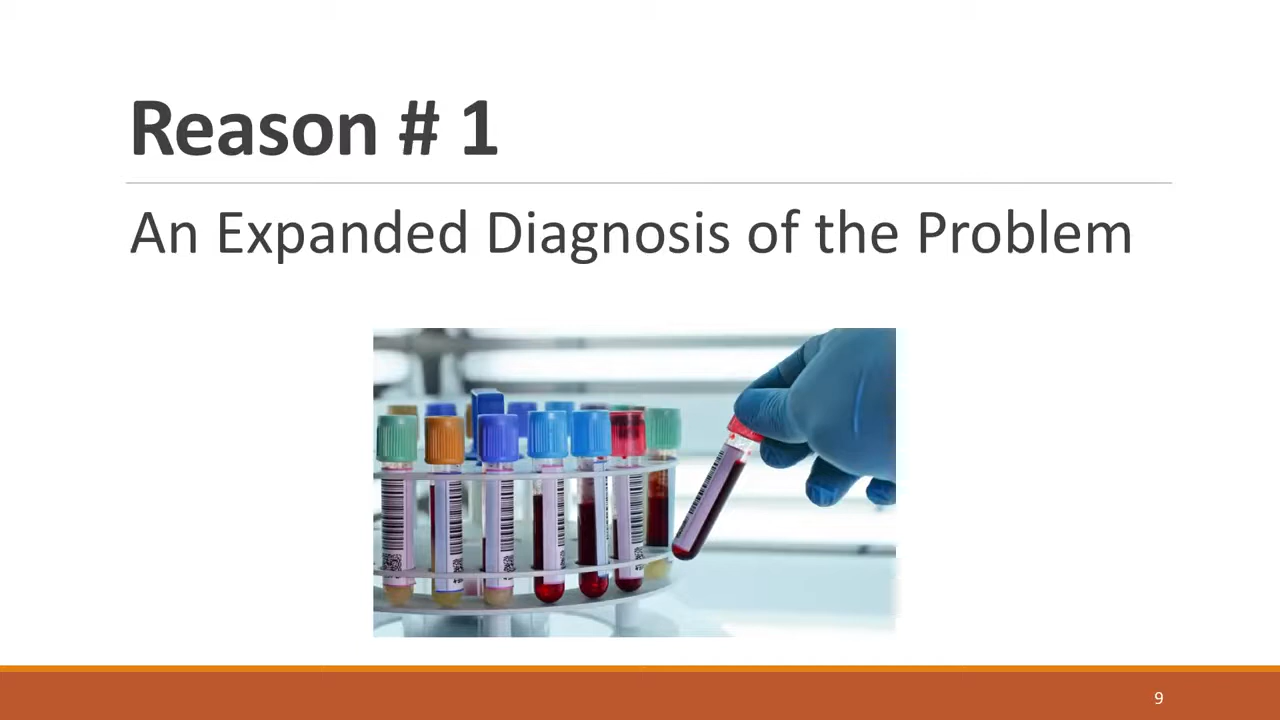 Reason # 1
An Expanded Diagnosis of the Problem
9